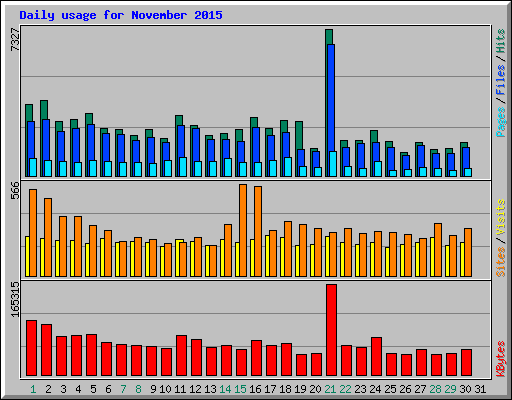 Daily usage for November 2015
7327
Pages / Files / Hits
566
Sites / Visits
165315
KBytes
1 2 3 4 5 6 7 8 9 10 11 12 13 14 15 16 17 18 19 20 21 22 23 24 25 26 27 28 29 30 31